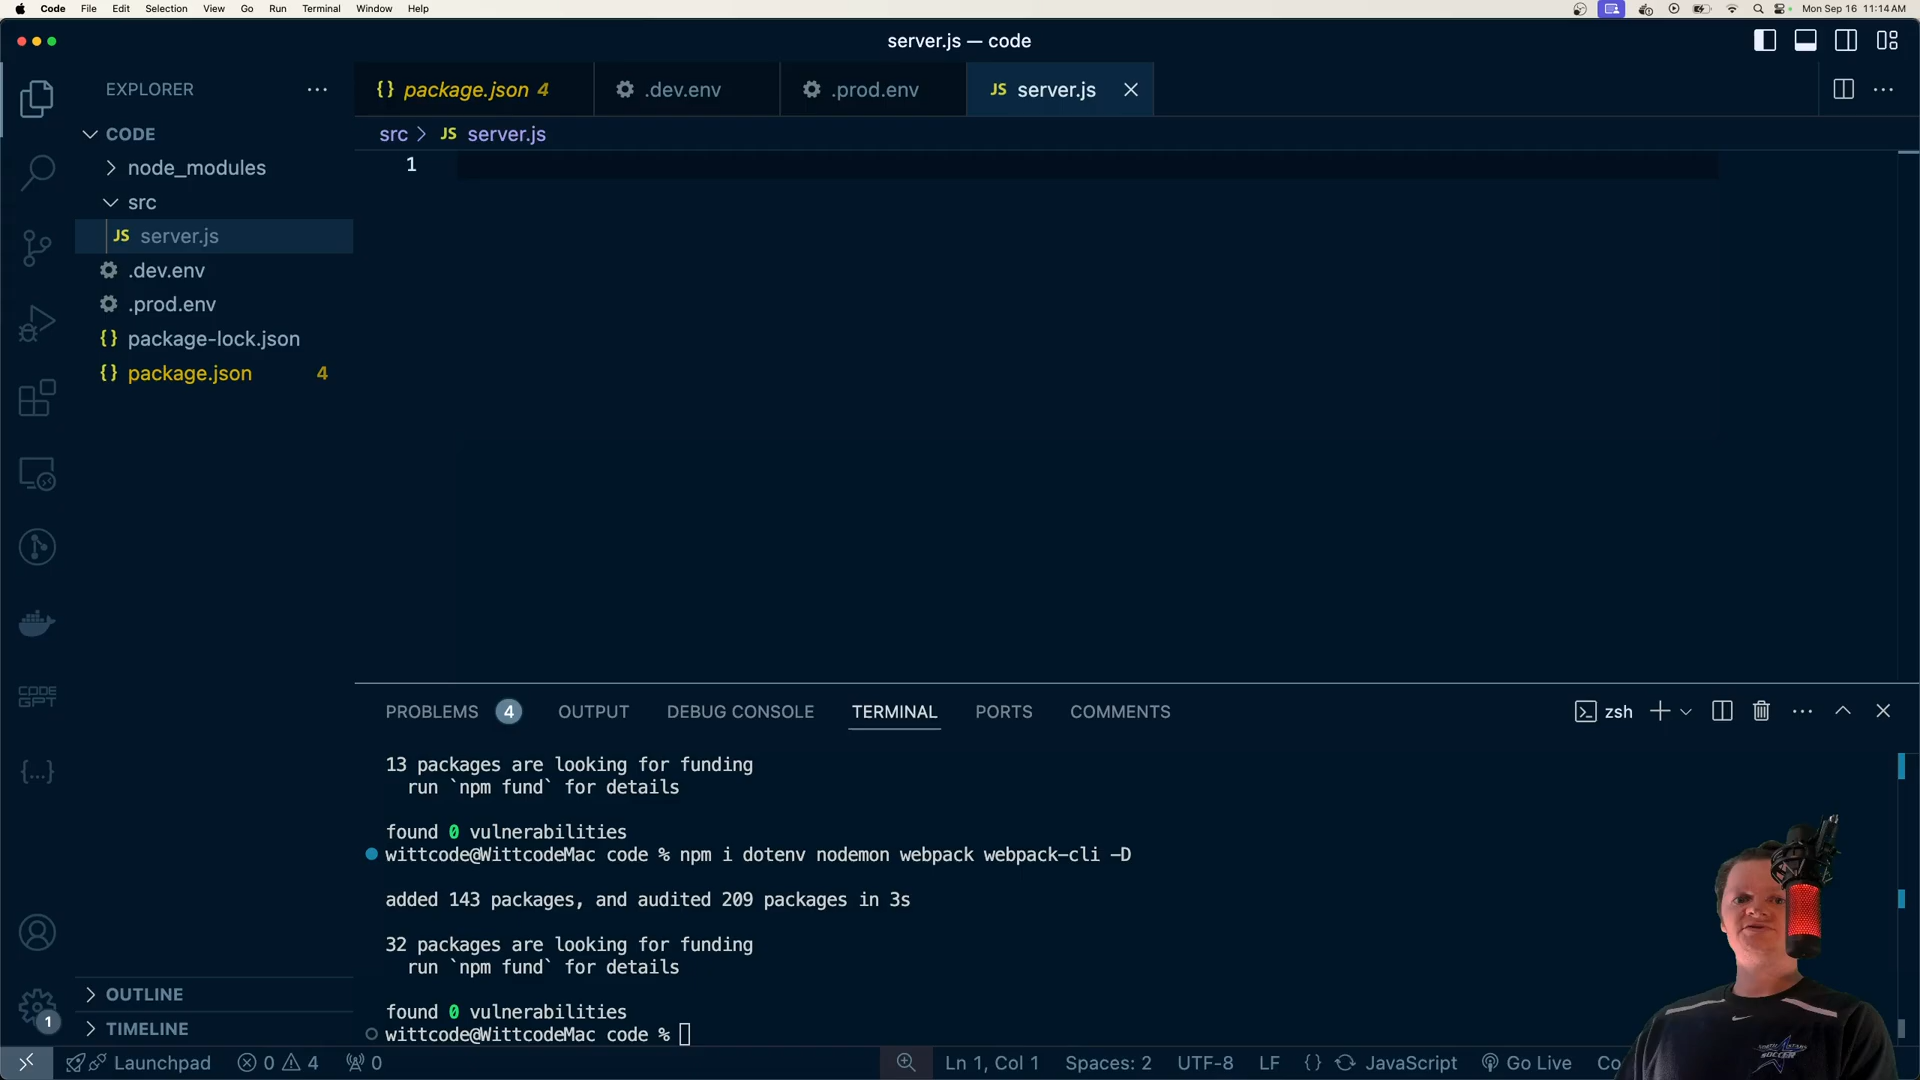 Code File Edit Selection View Go Run Terminal Window Help
Mon Sep 16 11:14 AM
server.js — code
EXPLORER
package.json 4
.dev.env
.prod.env
JS server.js
CODE
src > JS server.js
node_modules
1
src
JS server.js
.dev.env
.prod.env
package-lock.json
package.json 4
PROBLEMS 4 OUTPUT DEBUG CONSOLE TERMINAL PORTS COMMENTS
zsh
13 packages are looking for funding
run `npm fund` for details
found 0 vulnerabilities
wittcode@WittcodeMac code % npm i dotenv nodemon webpack webpack-cli -D
added 143 packages, and audited 209 packages in 3s
32 packages are looking for funding
run `npm fund` for details
found 0 vulnerabilities
wittcode@WittcodeMac code %
CODE
GPT
OUTLINE
TIMELINE
1
Launchpad 0 4 0
Ln 1, Col 1 Spaces: 2 UTF-8 LF {} JavaScript Go Live Co
SOCCER